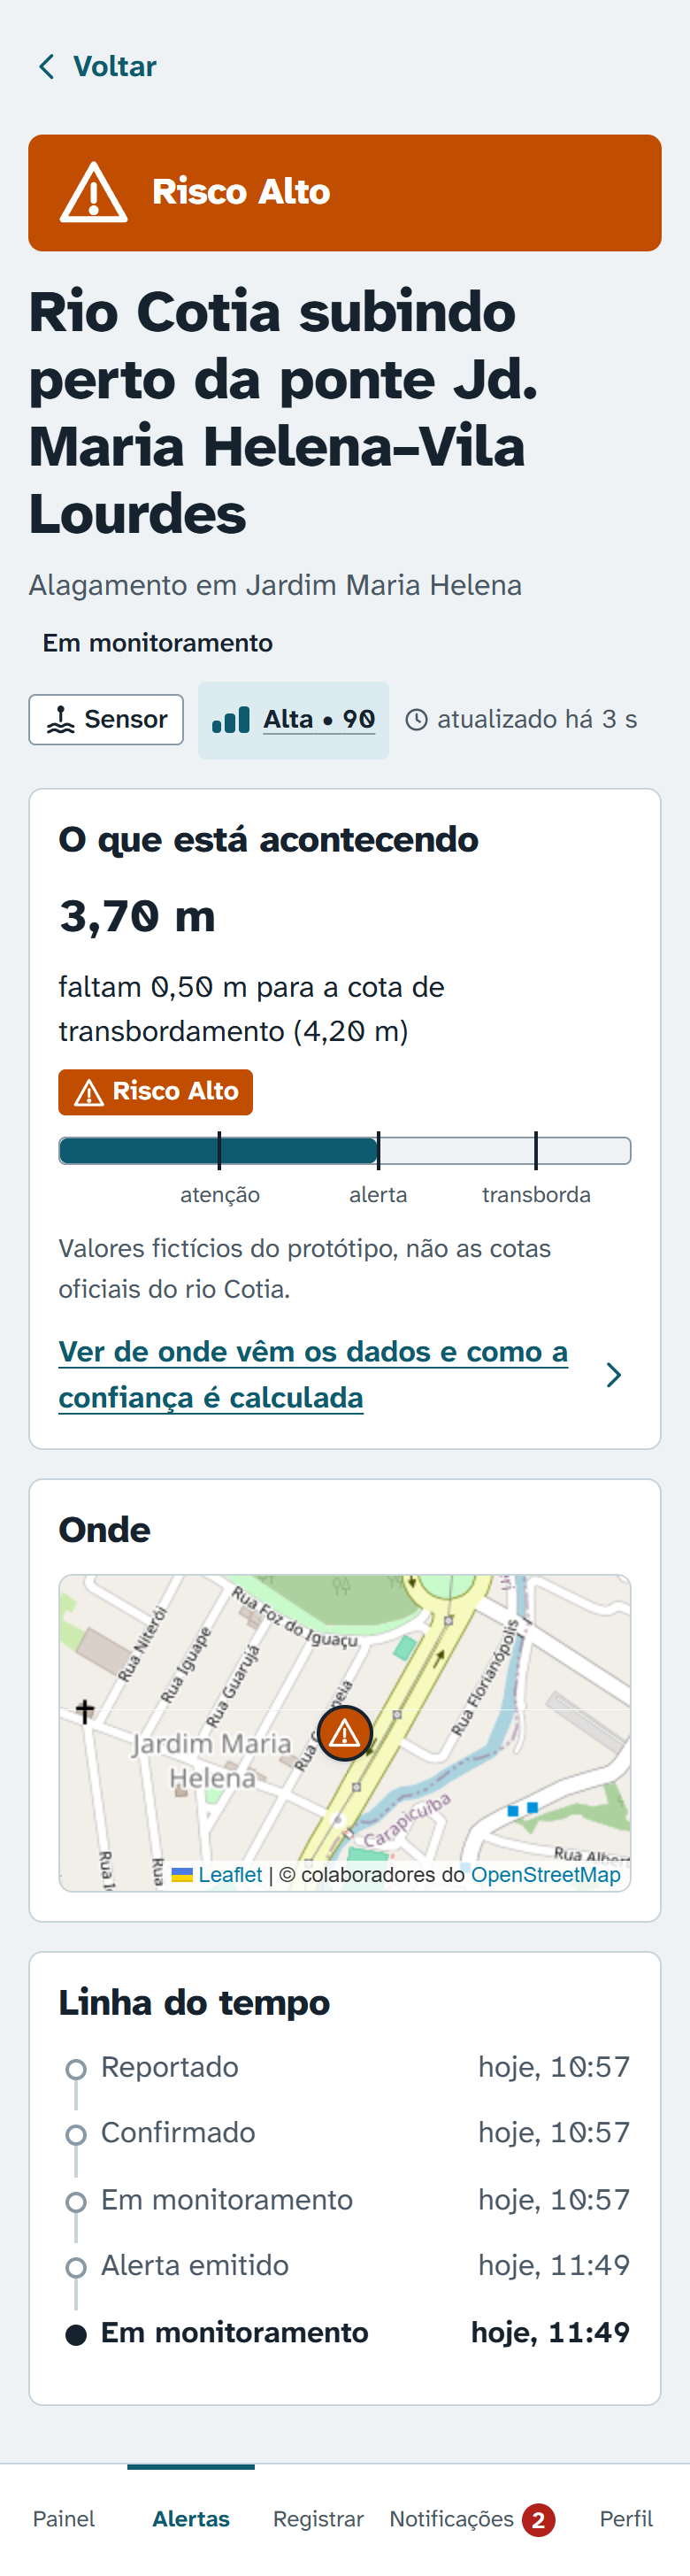 Voltar
Risco Alto
Rio Cotia subindo
perto da ponte Jd.
Maria Helena–Vila
Lourdes
Alagamento em Jardim Maria Helena
Em monitoramento
Sensor
Alta • 90
atualizado há 3 s
O que está acontecendo
3,70 m
faltam 0,50 m para a cota de
transbordamento (4,20 m)
Risco Alto
atenção
alerta
transborda
Valores fictícios do protótipo, não as cotas
oficiais do rio Cotia.
Ver de onde vêm os dados e como a
confiança é calculada
Onde
Rua Foz do Iguaçu
Rua Niterói
Rua Iguape
Rua Guarujá
Rua Florianópolis
Jardim Maria
Helena
Carapicuíba
Rua
Rua
Leaflet | © colaboradores do OpenStreetMap
Linha do tempo
Reportado hoje, 10:57
Confirmado hoje, 10:57
Em monitoramento hoje, 10:57
Alerta emitido hoje, 11:49
Em monitoramento hoje, 11:49
Painel
Alertas
Registrar
Notificações 2
Perfil